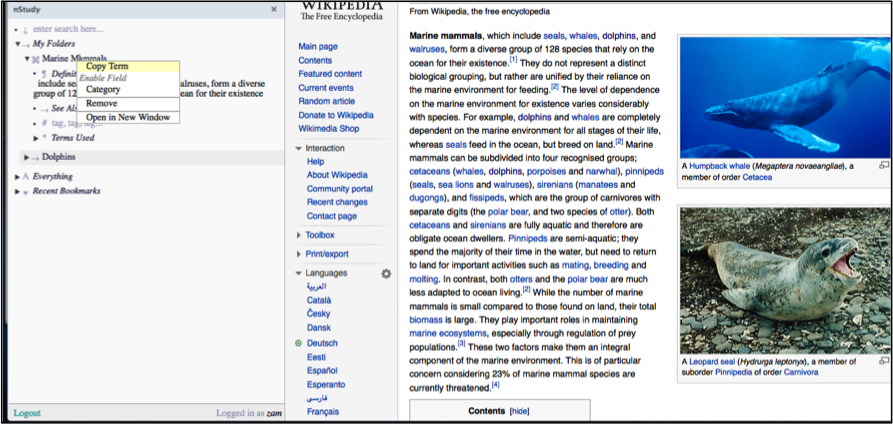 nStudy
×
enter search here...
My Folders
Marine Mammals
Copy Term
Enable Field
Category
Remove
Open in New Window
include se alruses, form a diverse
group of 12 ean for their existence
See Al
# tag, tag,
Terms Used
Dolphins
A Everything
Recent Bookmarks
Logout
Logged in as zam
WIKIPEDIA
The Free Encyclopedia
Main page
Contents
Featured content
Current events
Random article
Donate to Wikipedia
Wikimedia Shop
Interaction
Help
About Wikipedia
Community portal
Recent changes
Contact page
Toolbox
Print/export
Languages
العربية
Català
Česky
Dansk
Deutsch
Eesti
Español
Esperanto
فارسی
Français
From Wikipedia, the free encyclopedia
Marine mammals, which include seals, whales, dolphins, and
walruses, form a diverse group of 128 species that rely on the
ocean for their existence.[1] They do not represent a distinct
biological grouping, but rather are unified by their reliance on
the marine environment for feeding.[2] The level of dependence
on the marine environment for existence varies considerably
with species. For example, dolphins and whales are completely
dependent on the marine environment for all stages of their life,
whereas seals feed in the ocean, but breed on land.[2] Marine
mammals can be subdivided into four recognised groups;
cetaceans (whales, dolphins, porpoises and narwhal), pinnipeds
(seals, sea lions and walruses), sirenians (manatees and
dugongs), and fissipeds, which are the group of carnivores with
separate digits (the polar bear, and two species of otter). Both
cetaceans and sirenians are fully aquatic and therefore are
obligate ocean dwellers. Pinnipeds are semi-aquatic; they
spend the majority of their time in the water, but need to return
to land for important activities such as mating, breeding and
molting. In contrast, both otters and the polar bear are much
less adapted to ocean living.[2] While the number of marine
mammals is small compared to those found on land, their total
biomass is large. They play important roles in maintaining
marine ecosystems, especially through regulation of prey
populations.[3] These two factors make them an integral
component of the marine environment. This is of particular
concern considering 23% of marine mammal species are
currently threatened.[4]
Contents [hide]
A Humpback whale (Megaptera novaeangliae), a
member of order Cetacea
A Leopard seal (Hydrurga leptonyx), a member of
suborder Pinnipedia of order Carnivora